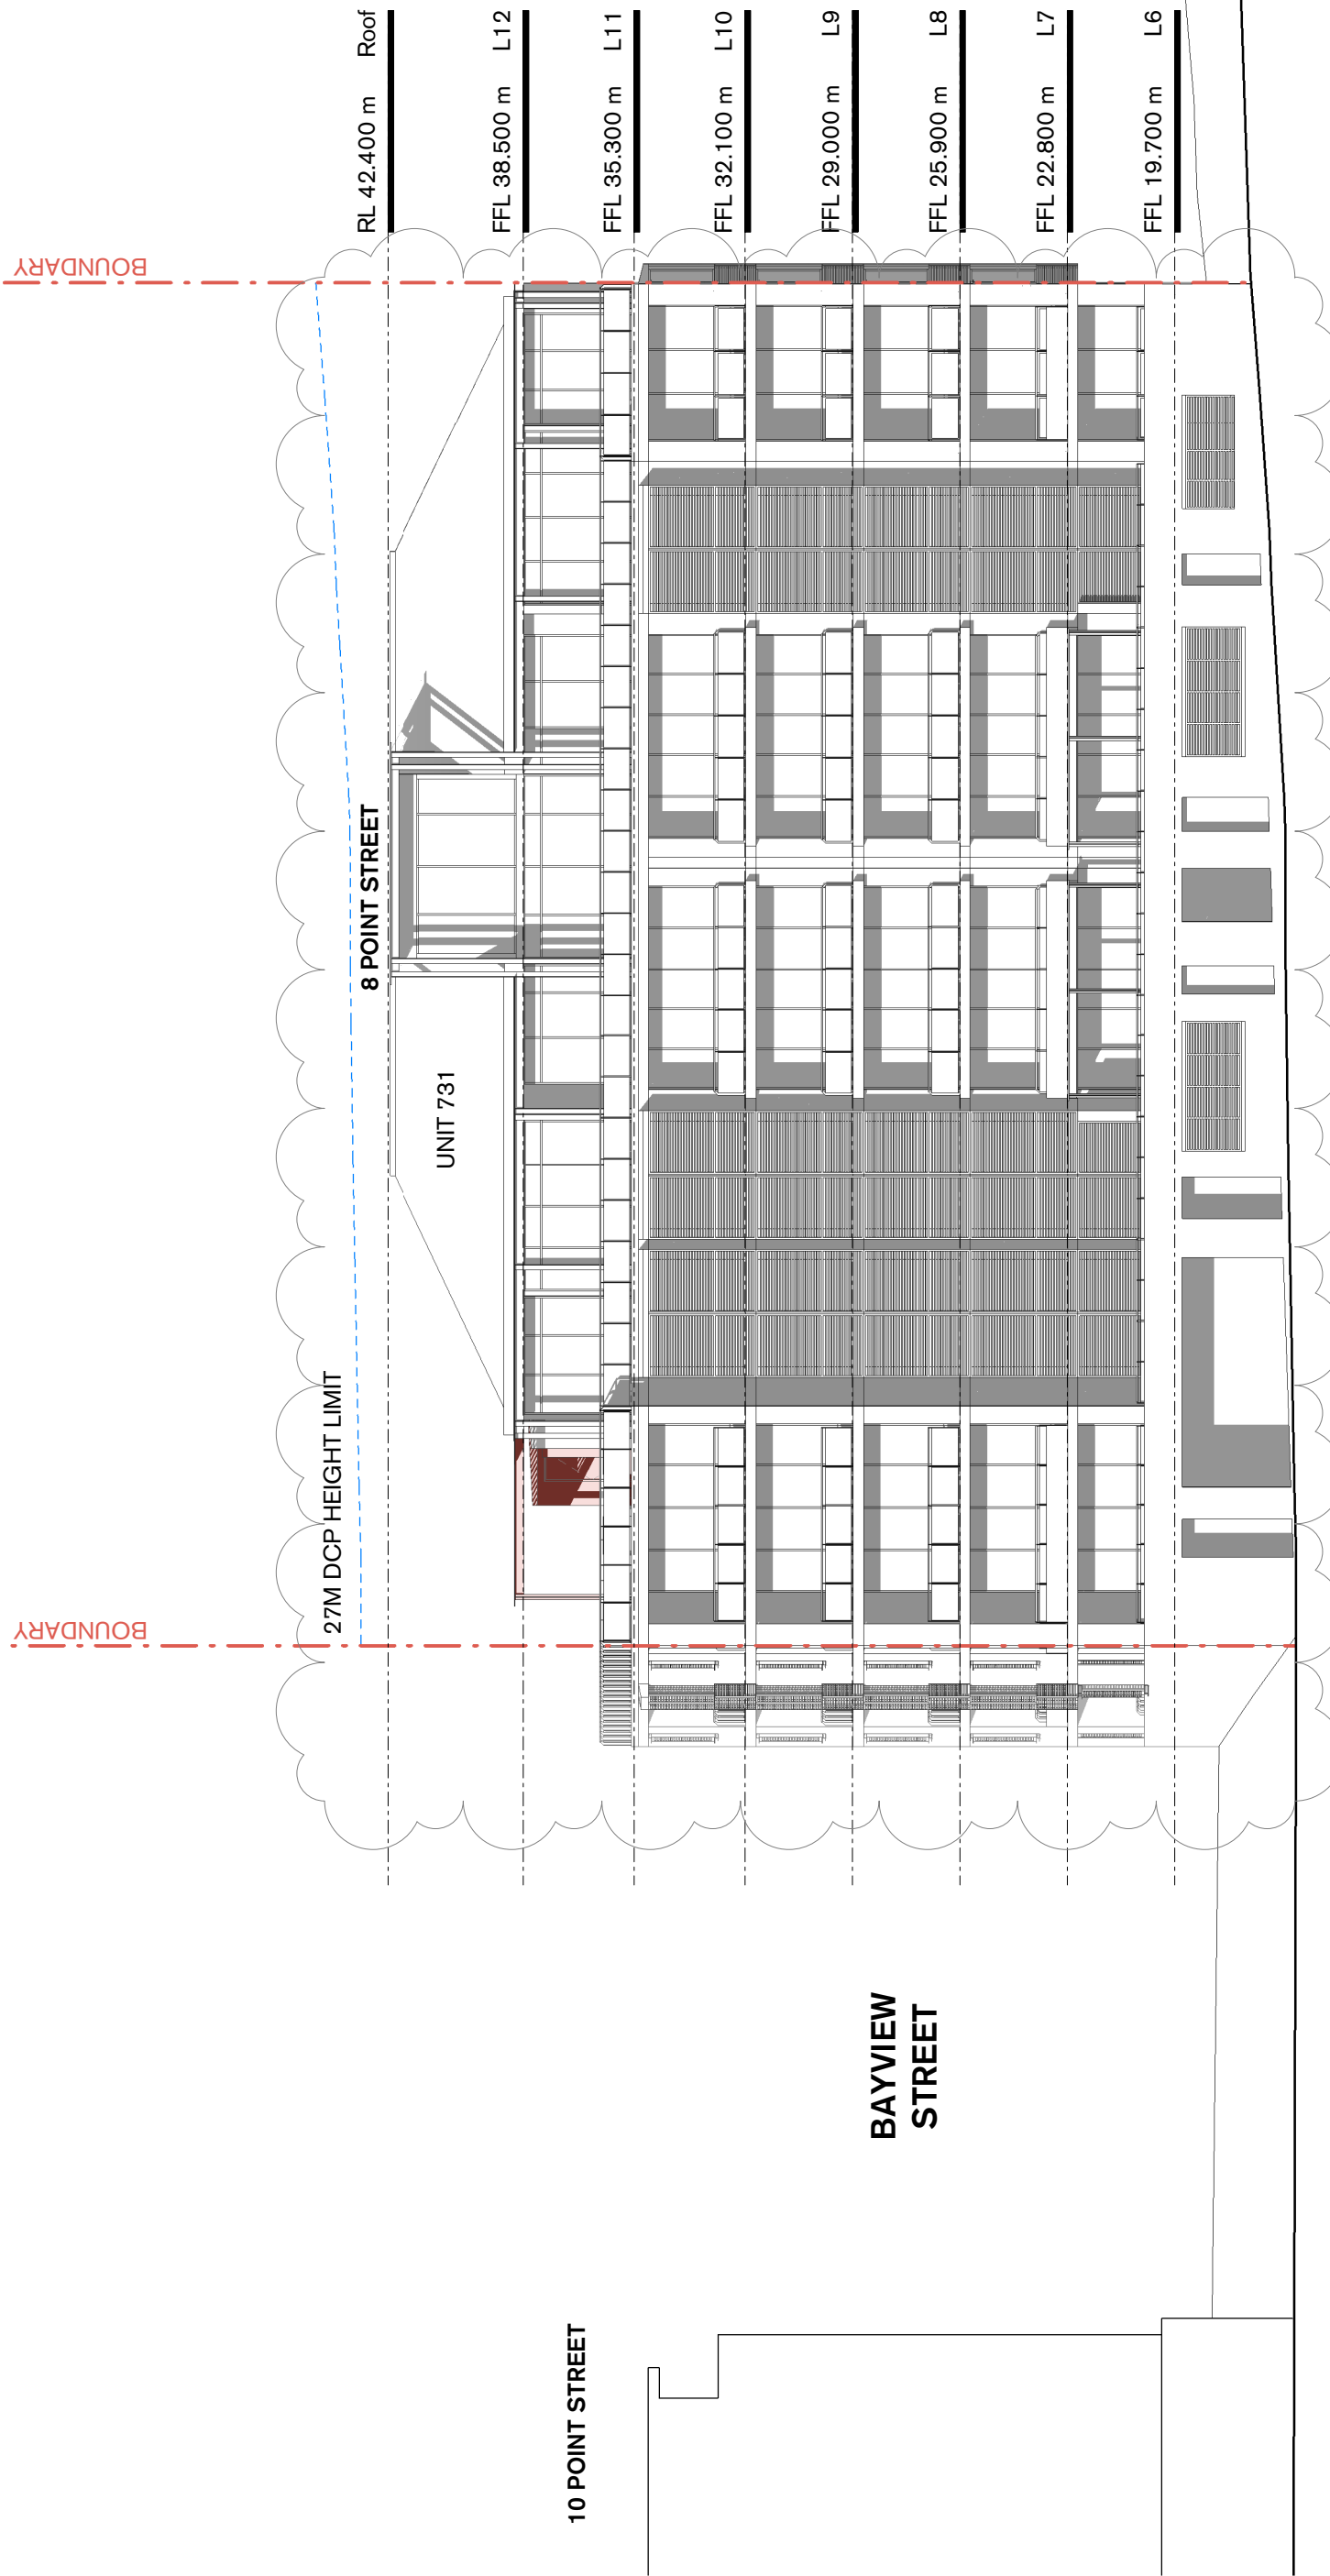 BOUNDARY
BOUNDARY
27M DCP HEIGHT LIMIT
8 POINT STREET
RL 42.400 m Roof
UNIT 731
FFL 38.500 m L12
10 POINT STREET
FFL 35.300 m L11
FFL 32.100 m L10
FFL 29.000 m L9
BAYVIEW
STREET
FFL 25.900 m L8
FFL 22.800 m L7
FFL 19.700 m L6